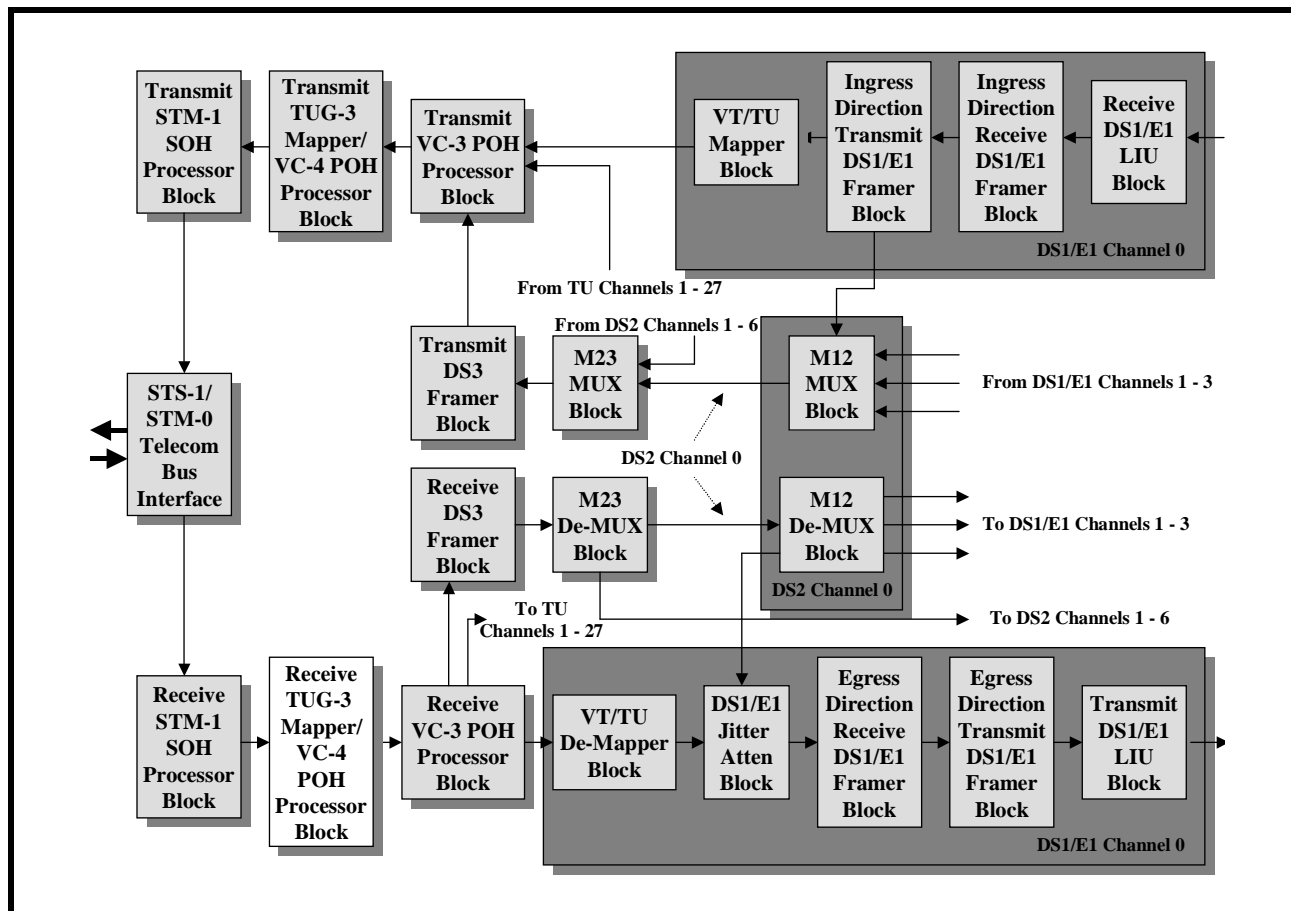 Transmit
STM-1
SOH
Processor
Block
Transmit
TUG-3
Mapper/
VC-4 POH
Processor
Block
Transmit
VC-3 POH
Processor
Block
VT/TU
Mapper
Block
Ingress
Direction
Transmit
DS1/E1
Framer
Block
Ingress
Direction
Receive
DS1/E1
Framer
Block
Receive
DS1/E1
LIU
Block
DS1/E1 Channel 0
From TU Channels 1 - 27
From DS2 Channels 1 - 6
Transmit
DS3
Framer
Block
M23
MUX
Block
M12
MUX
Block
From DS1/E1 Channels 1 - 3
STS-1/
STM-0
Telecom
Bus
Interface
DS2 Channel 0
Receive
DS3
Framer
Block
M23
De-MUX
Block
M12
De-MUX
Block
To DS1/E1 Channels 1 - 3
DS2 Channel 0
To TU
Channels 1 - 27
To DS2 Channels 1 - 6
Receive
STM-1
SOH
Processor
Block
Receive
TUG-3
Mapper/
VC-4
POH
Processor
Block
Receive
VC-3 POH
Processor
Block
VT/TU
De-Mapper
Block
DS1/E1
Jitter
Atten
Block
Egress
Direction
Receive
DS1/E1
Framer
Block
Egress
Direction
Transmit
DS1/E1
Framer
Block
Transmit
DS1/E1
LIU
Block
DS1/E1 Channel 0